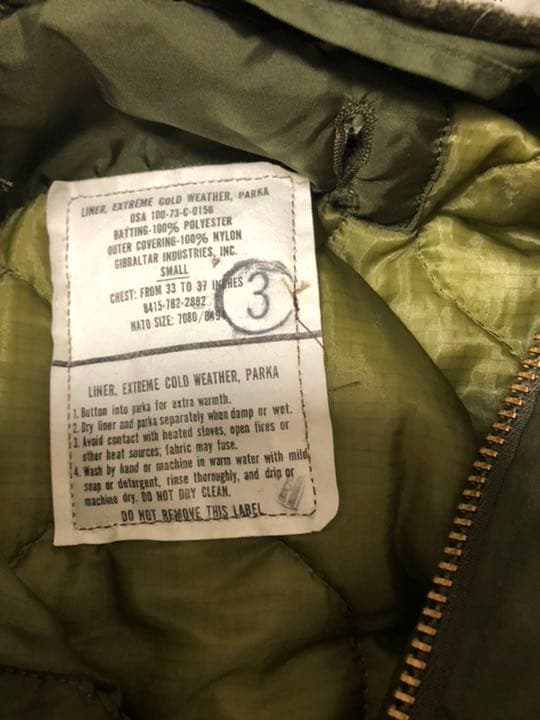 LINER, EXTREME COLD WEATHER, PARKA
DSA 100-73-C-0156
BATTING-100% POLYESTER
OUTER COVERING-100% NYLON
GIBRALTAR INDUSTRIES, INC.
SMALL
CHEST: FROM 33 TO 37 INCHES
8415-782-2882
NATO SIZE: 7080/8494
3
LINER, EXTREME COLD WEATHER, PARKA
1. Button into parka for extra warmth.
2. Dry liner and parka separately when damp or wet.
3. Avoid contact with heated stoves, open fires or
other heat sources; fabric may fuse.
4. Wash by hand or machine in warm water with mild
soap or detergent, rinse thoroughly, and drip or
machine dry. DO NOT DRY CLEAN.
DO NOT REMOVE THIS LABEL